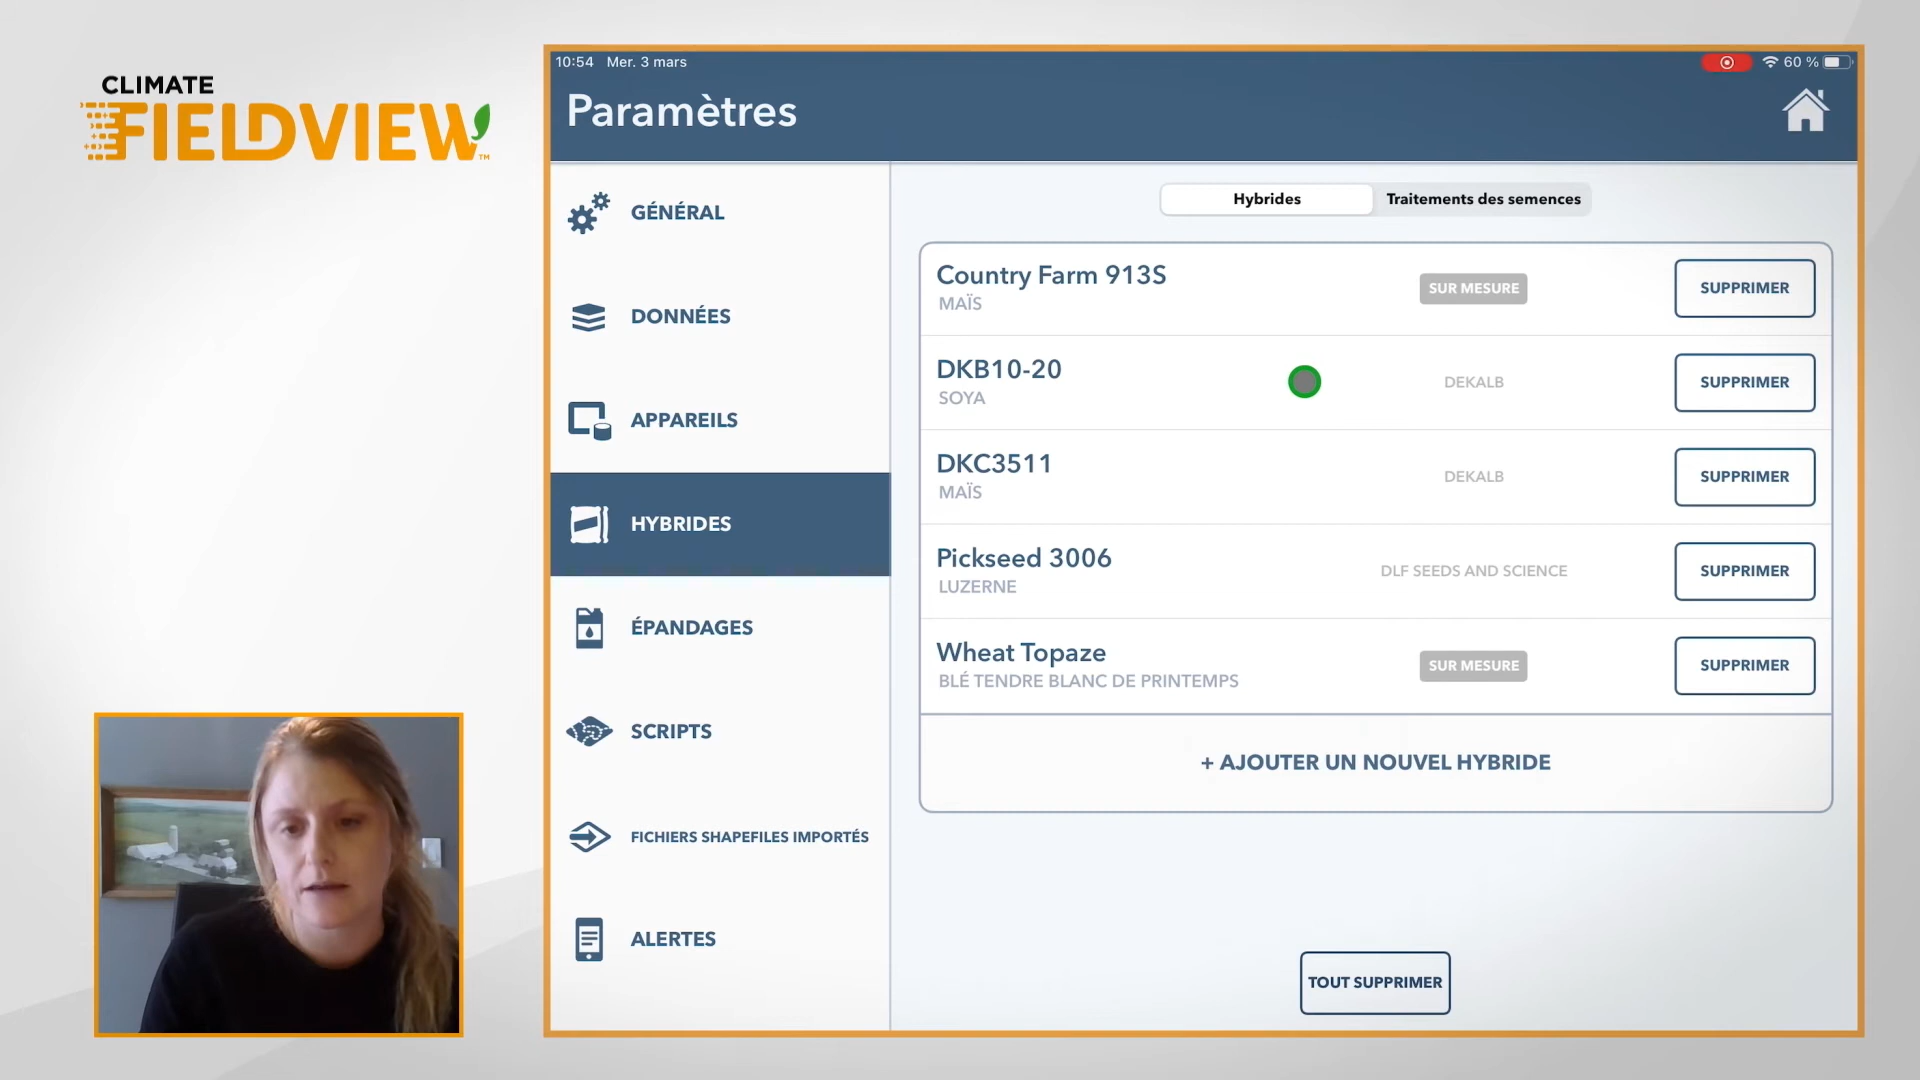 CLIMATE
FIELDVIEW™
10:54 Mer. 3 mars
60 %
Paramètres
GÉNÉRAL
DONNÉES
APPAREILS
HYBRIDES
ÉPANDAGES
SCRIPTS
FICHIERS SHAPEFILES IMPORTÉS
ALERTES
Hybrides Traitements des semences
Country Farm 913S
MAÏS
SUR MESURE
SUPPRIMER
DKB10-20
SOYA
DEKALB
SUPPRIMER
DKC3511
MAÏS
DEKALB
SUPPRIMER
Pickseed 3006
LUZERNE
DLF SEEDS AND SCIENCE
SUPPRIMER
Wheat Topaze
BLÉ TENDRE BLANC DE PRINTEMPS
SUR MESURE
SUPPRIMER
+ AJOUTER UN NOUVEL HYBRIDE
TOUT SUPPRIMER